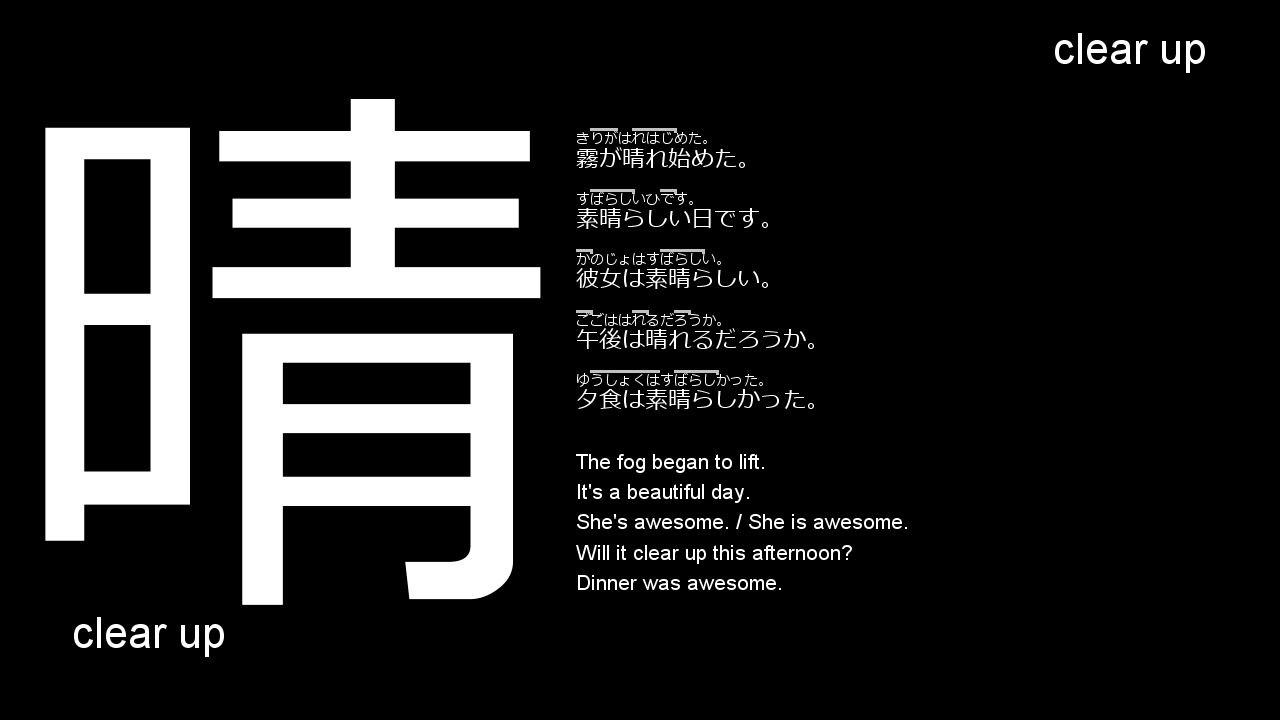 clear up
晴
きりがはれはじめた。
霧が晴れ始めた。
すばらしいひです。
素晴らしい日です。
かのじょはすばらしい。
彼女は素晴らしい。
ごごははれるだろうか。
午後は晴れるだろうか。
ゆうしょくはすばらしかった。
夕食は素晴らしかった。
The fog began to lift.
It's a beautiful day.
She's awesome. / She is awesome.
Will it clear up this afternoon?
Dinner was awesome.
clear up